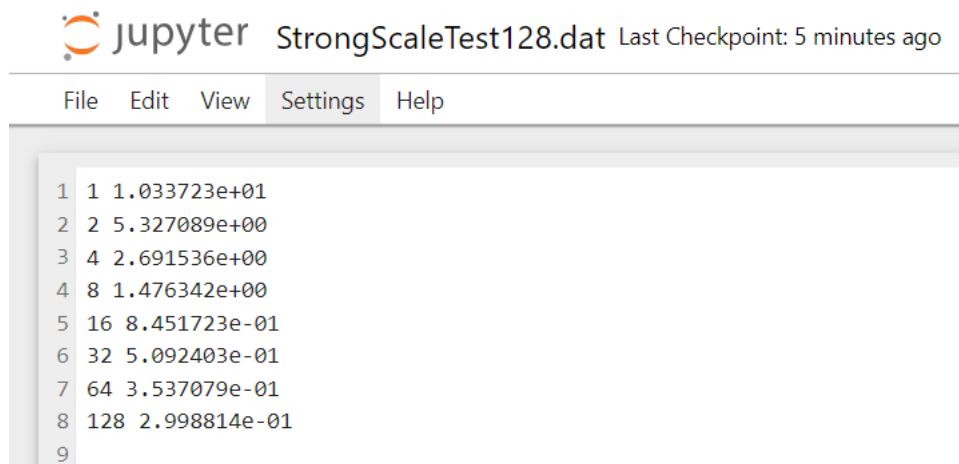 jupyter StrongScaleTest128.dat Last Checkpoint: 5 minutes ago
File Edit View Settings Help
1 1 1.033723e+01
2 2 5.327089e+00
3 4 2.691536e+00
4 8 1.476342e+00
5 16 8.451723e-01
6 32 5.092403e-01
7 64 3.537079e-01
8 128 2.998814e-01
9